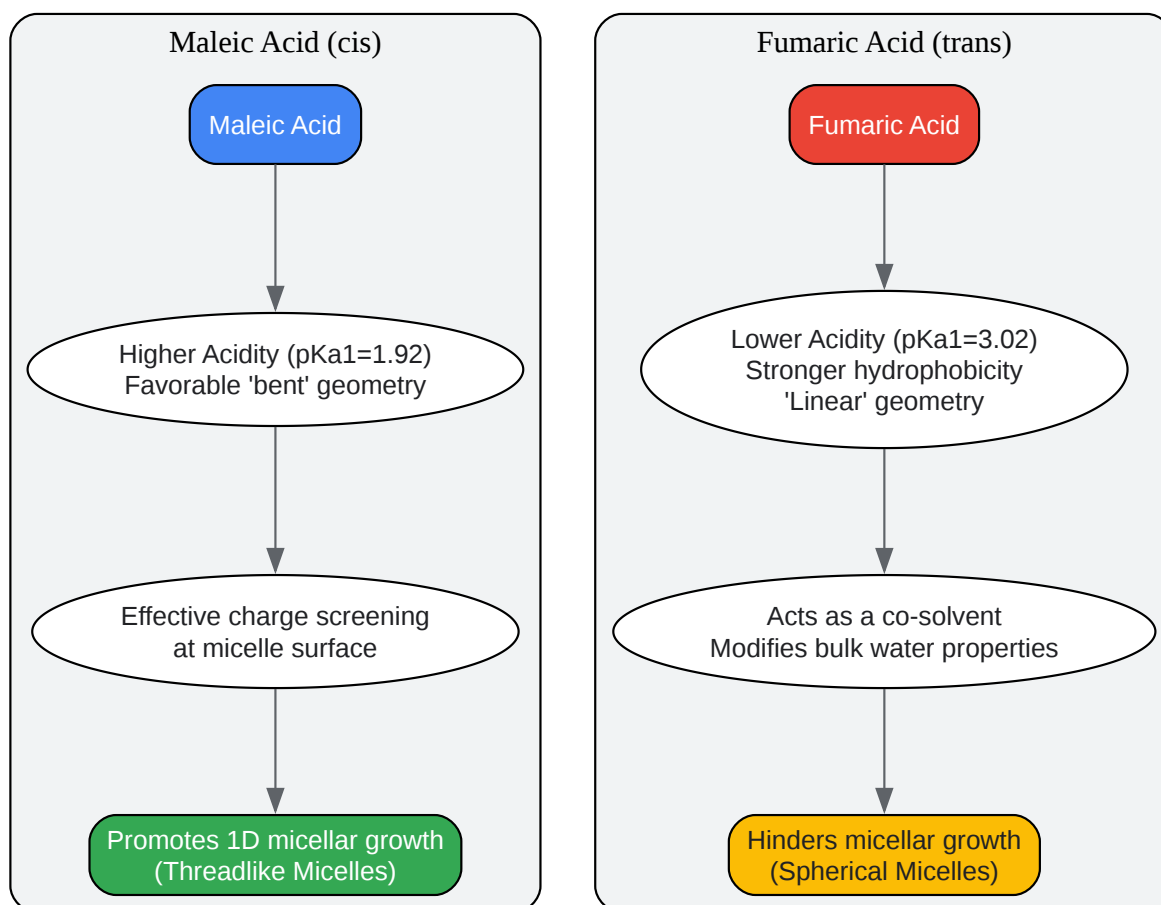 Maleic Acid (cis)
Maleic Acid
Higher Acidity (pKa1=1.92)
Favorable 'bent' geometry
Effective charge screening
at micelle surface
Promotes 1D micellar growth
(Threadlike Micelles)
Fumaric Acid (trans)
Fumaric Acid
Lower Acidity (pKa1=3.02)
Stronger hydrophobicity
'Linear' geometry
Acts as a co-solvent
Modifies bulk water properties
Hinders micellar growth
(Spherical Micelles)